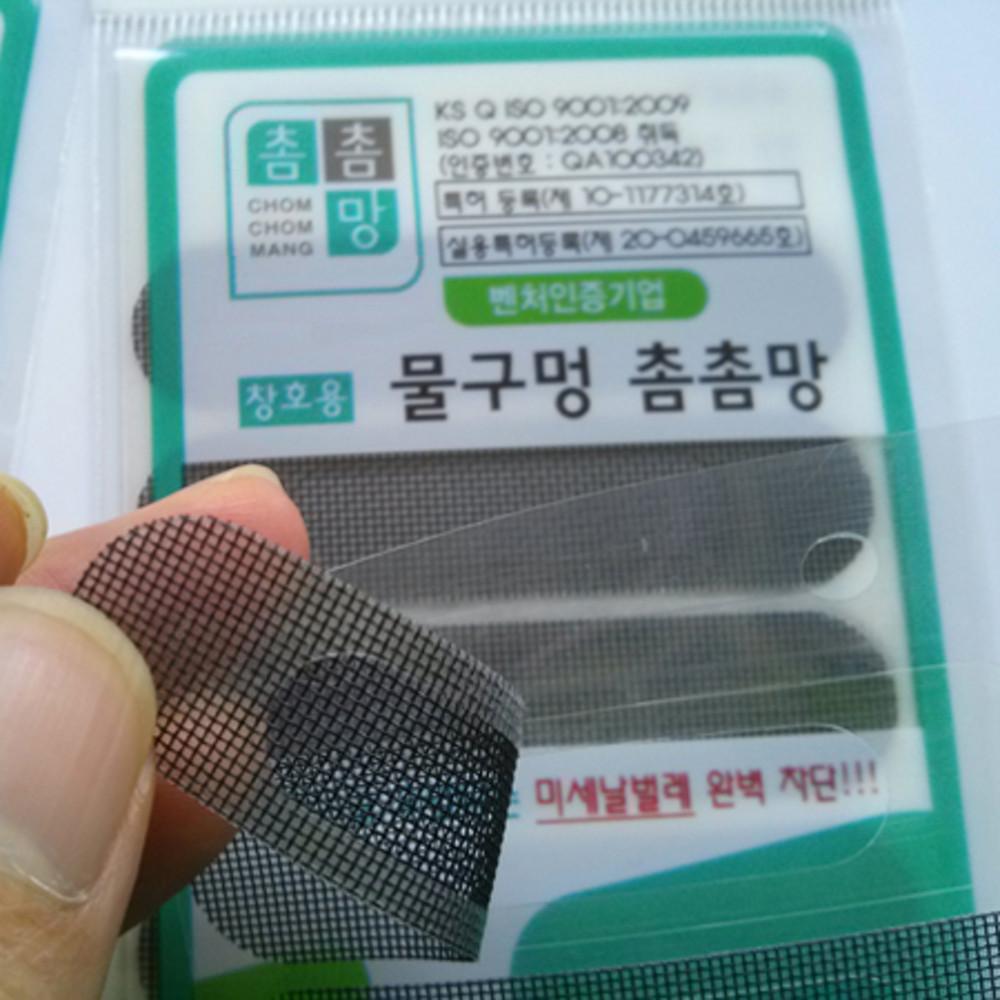 촘촘망
CHOM
CHOM
MANG
KS Q ISO 9001:2009
ISO 9001:2008 취득
(인증번호 : QA100342)
특허 등록(제 10-1177314호)
실용특허등록(제 20-0459665호)
벤처인증기업
창호용 물구멍 촘촘망
미세날벌레 완벽 차단!!!